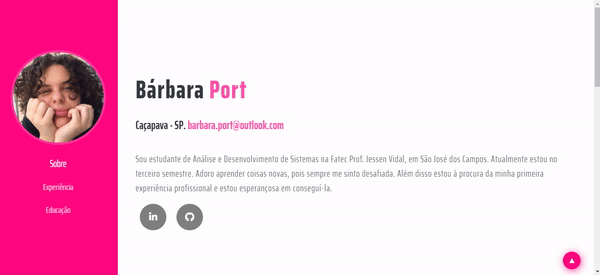 Bárbara Port
Caçapava - SP. barbara.port@outlook.com
Sobre
Experiência
Educação
Sou estudante de Análise e Desenvolvimento de Sistemas na Fatec Prof. Jessen Vidal, em São José dos Campos. Atualmente estou no
terceiro semestre. Adoro aprender coisas novas, pois sempre me sinto desafiada. Além disso estou à procura da minha primeira
experiência profissional e estou esperançosa em consegui-la.
in